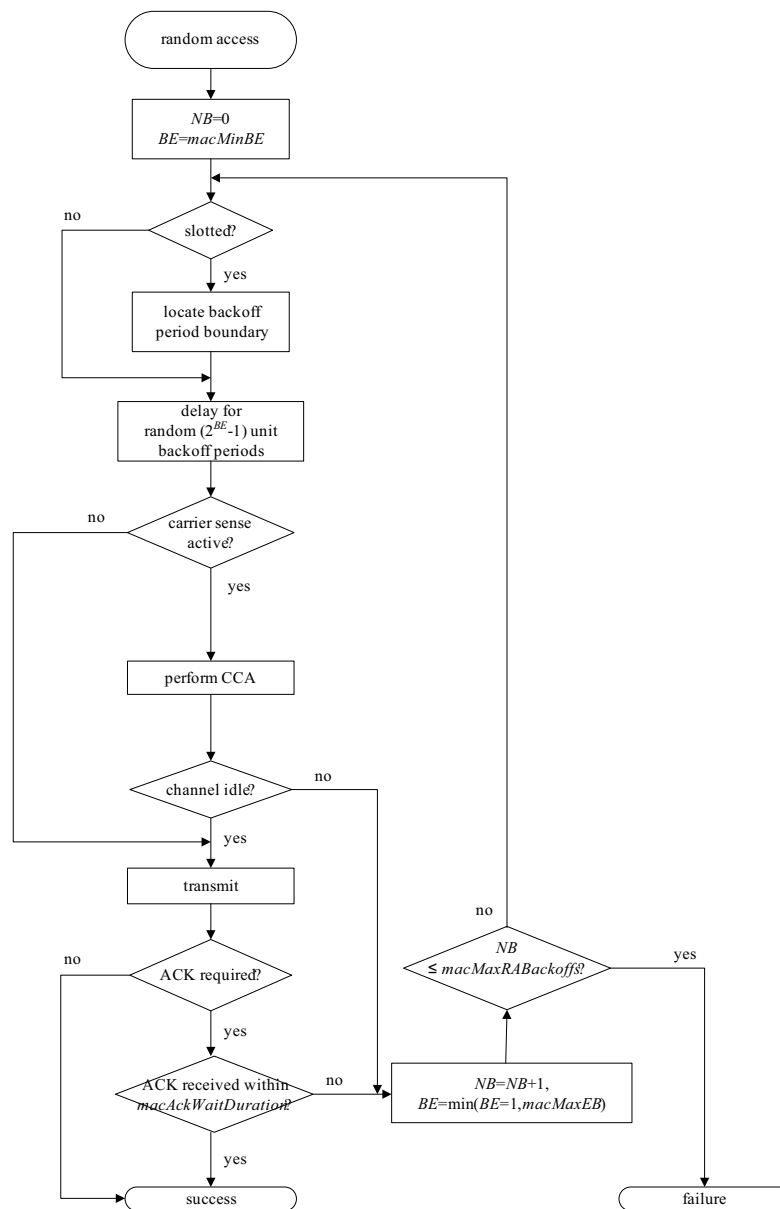 random access
NB=0
BE=macMinBE
no
slotted?
yes
locate backoff
period boundary
delay for
random (2^BE-1) unit
backoff periods
no
carrier sense
active?
yes
perform CCA
channel idle?
no
yes
transmit
no
ACK required?
yes
no
NB
≤ macMaxRABackoffs?
yes
ACK received within
macAckWaitDuration?
no
NB=NB+1,
BE=min(BE=1,macMaxEB)
yes
success
failure